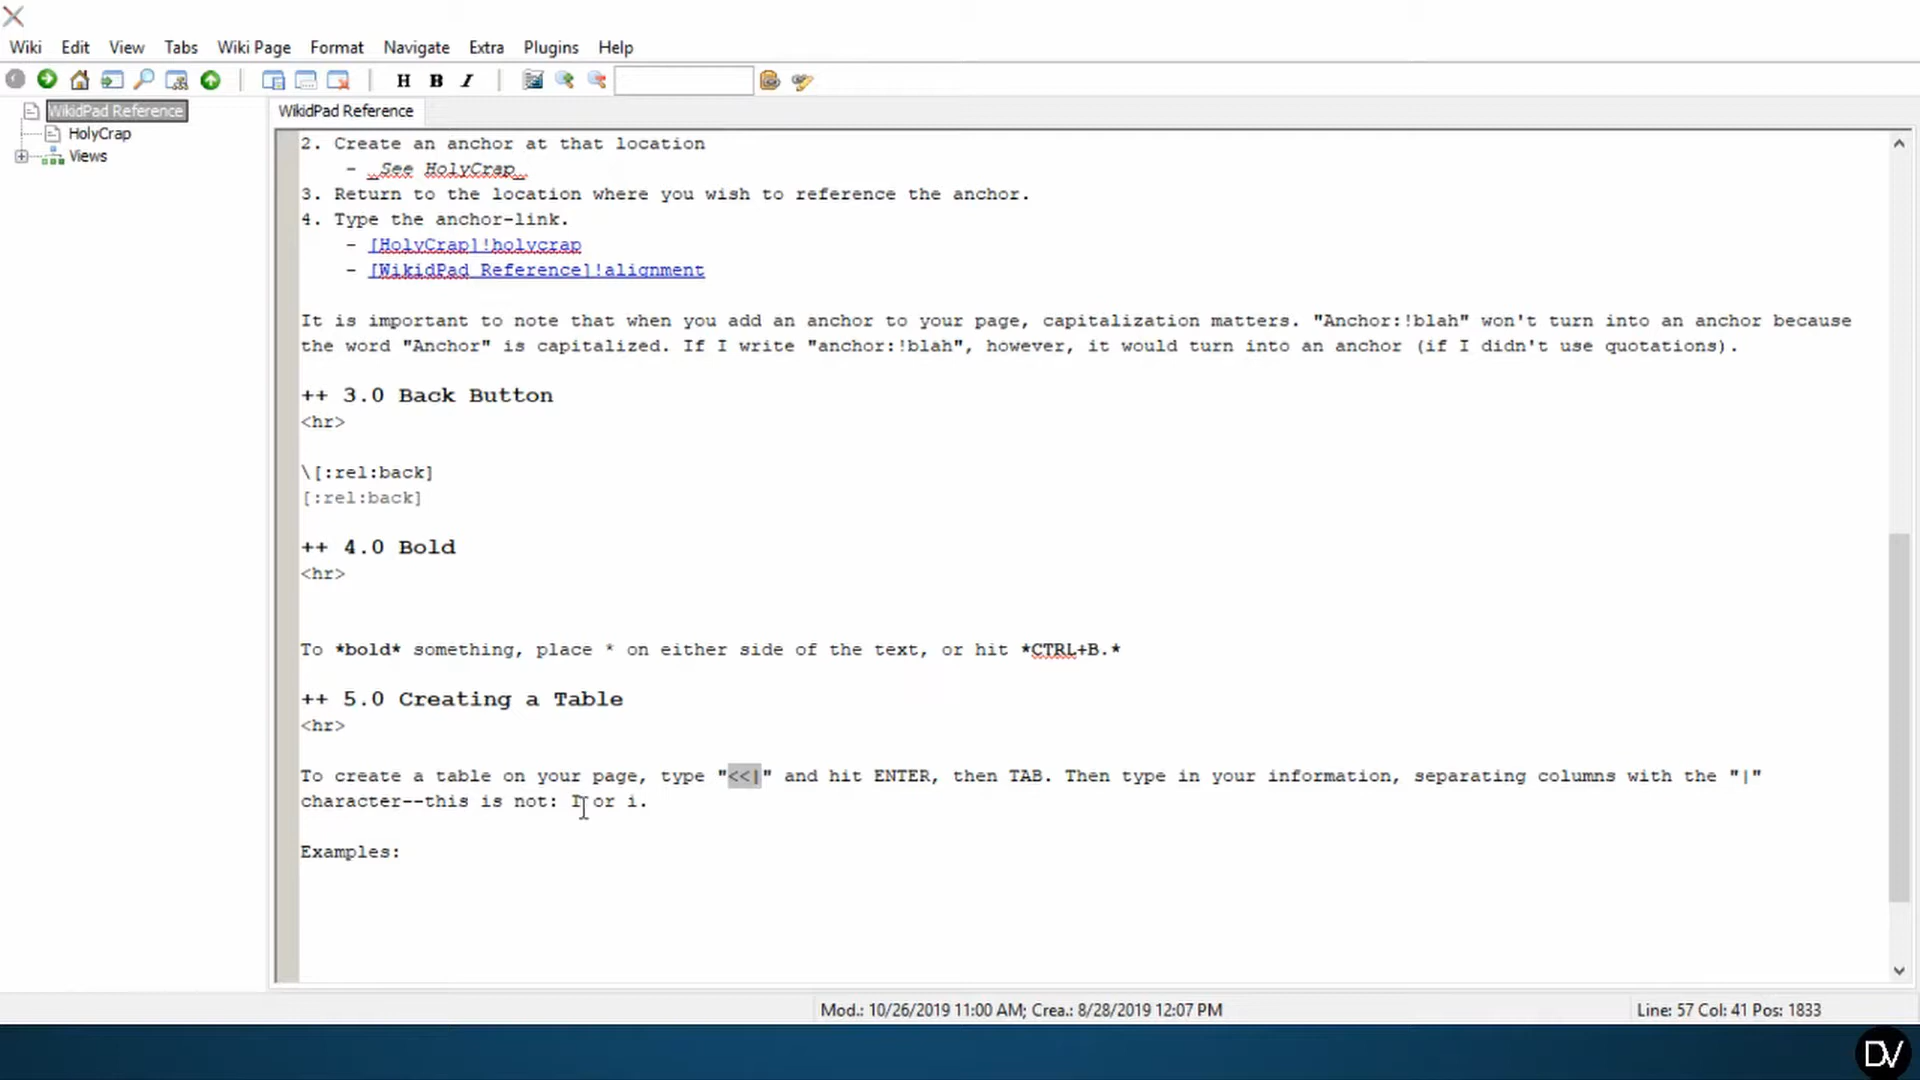 Wiki Edit View Tabs Wiki Page Format Navigate Extra Plugins Help
H B I
WikidPad Reference
HolyCrap
Views
WikidPad Reference
2. Create an anchor at that location
- _See HolyCrap_
3. Return to the location where you wish to reference the anchor.
4. Type the anchor-link.
- [HolyCrap]!holycrap
- [WikidPad Reference]!alignment
It is important to note that when you add an anchor to your page, capitalization matters. "Anchor:!blah" won't turn into an anchor because
the word "Anchor" is capitalized. If I write "anchor:!blah", however, it would turn into an anchor (if I didn't use quotations).
++ 3.0 Back Button
<hr>
\[:rel:back]
[:rel:back]
++ 4.0 Bold
<hr>
To *bold* something, place * on either side of the text, or hit *CTRL+B.*
++ 5.0 Creating a Table
<hr>
To create a table on your page, type "<<|" and hit ENTER, then TAB. Then type in your information, separating columns with the "|"
character--this is not: I or i.
Examples:
Mod.: 10/26/2019 11:00 AM; Crea.: 8/28/2019 12:07 PM
Line: 57 Col: 41 Pos: 1833
DV